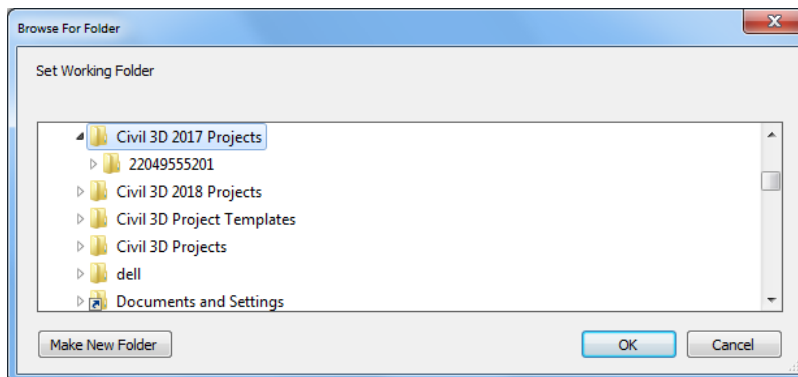 Browse For Folder
Set Working Folder
Civil 3D 2017 Projects
22049555201
Civil 3D 2018 Projects
Civil 3D Project Templates
Civil 3D Projects
dell
Documents and Settings
Make New Folder
OK
Cancel